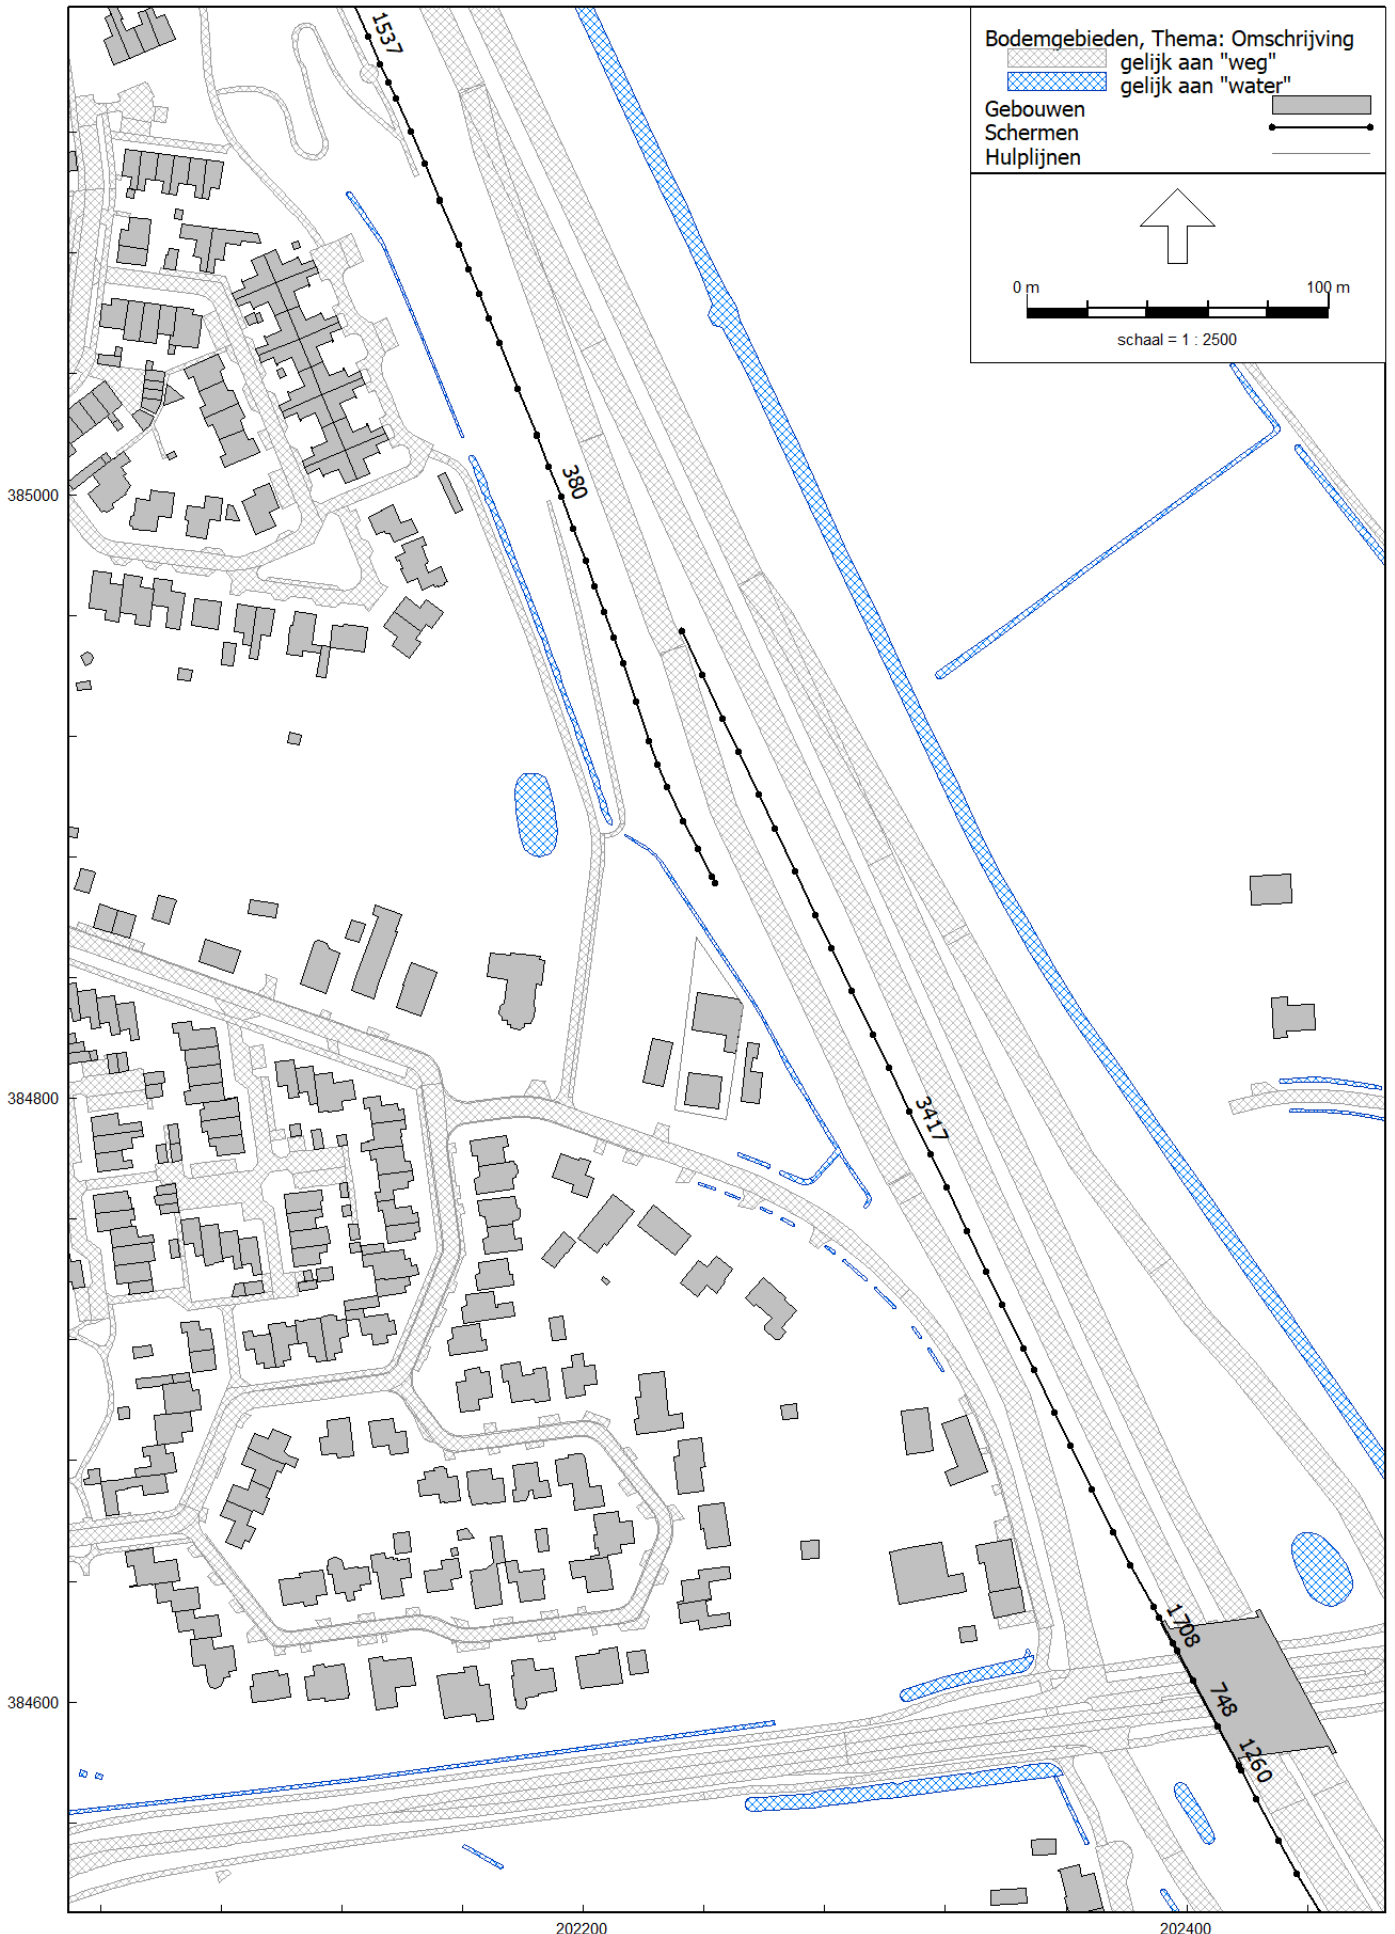 1537
Bodemgebieden, Thema: Omschrijving
gelijk aan "weg"
gelijk aan "water"
Gebouwen
Schermen
Hulplijnen
0 m 100 m
schaal = 1 : 2500
380
385000
3417
384800
1708
748
1260
384600
202200 202400